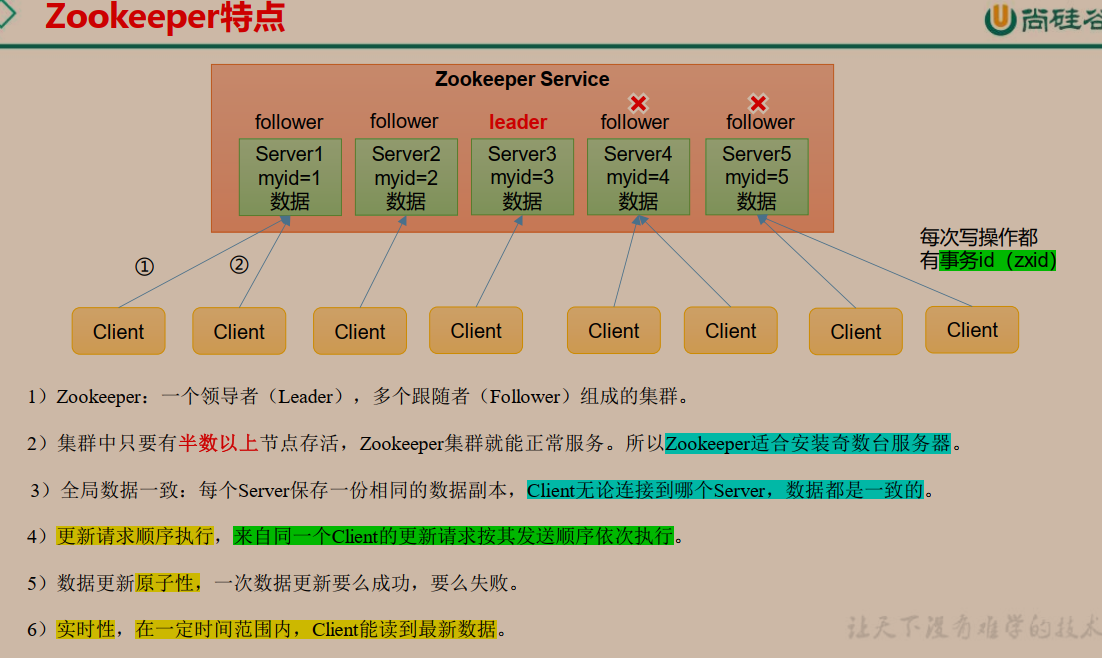 Zookeeper特点
尚硅谷
Zookeeper Service
follower follower leader follower follower
Server1 Server2 Server3 Server4 Server5
myid=1 myid=2 myid=3 myid=4 myid=5
数据 数据 数据 数据 数据
每次写操作都
有事务id（zxid）
① ②
Client Client Client Client Client Client Client Client
1）Zookeeper：一个领导者（Leader），多个跟随者（Follower）组成的集群。
2）集群中只要有半数以上节点存活，Zookeeper集群就能正常服务。所以Zookeeper适合安装奇数台服务器。
3）全局数据一致：每个Server保存一份相同的数据副本，Client无论连接到哪个Server，数据都是一致的。
4）更新请求顺序执行，来自同一个Client的更新请求按其发送顺序依次执行。
5）数据更新原子性，一次数据更新要么成功，要么失败。
6）实时性，在一定时间范围内，Client能读到最新数据。
让天下没有难学的技术